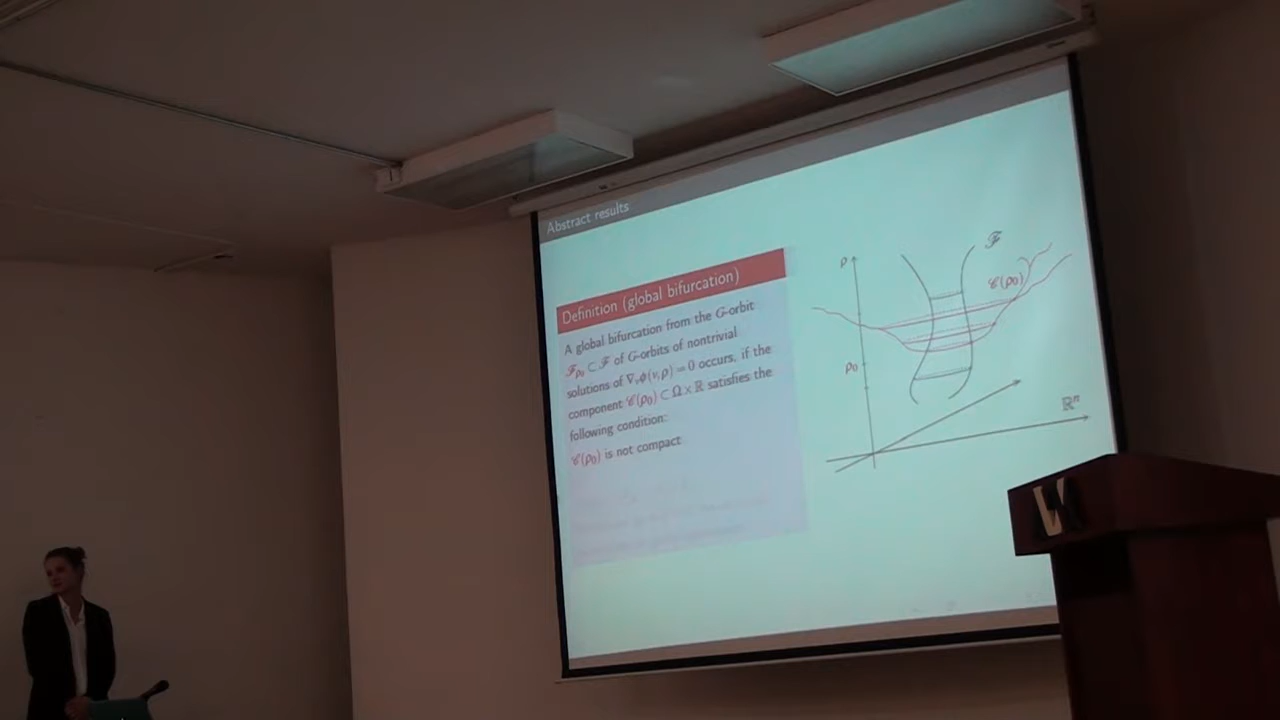 Abstract results
Definition (global bifurcation)
A global bifurcation from the G-orbit
ℱρ₀ ⊂ ℱ of G-orbits of nontrivial
solutions of ∇ᵥϕ(v,ρ) = 0 occurs, if the
component 𝒞(ρ₀) ⊂ Ω × ℝ satisfies the
following condition:
𝒞(ρ₀) is not compact
ρ
ℱ
𝒞(ρ₀)
ρ₀
ℝⁿ